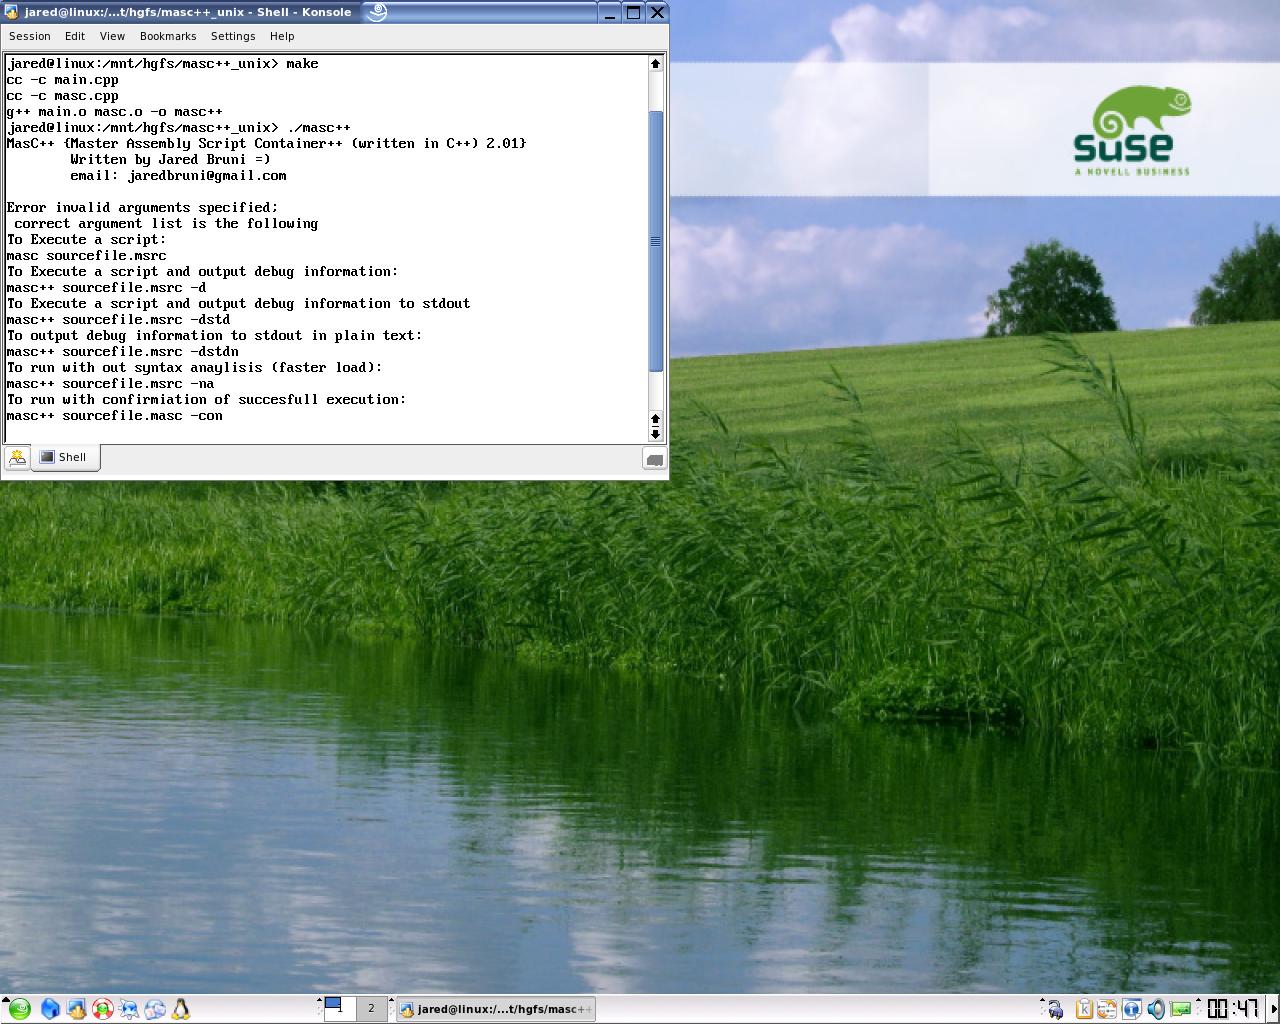 jared@linux:/...t/hgfs/masc++_unix - Shell - Konsole
Session Edit View Bookmarks Settings Help
jared@linux:/mnt/hgfs/masc++_unix> make
cc -c main.cpp
cc -c masc.cpp
g++ main.o masc.o -o masc++
jared@linux:/mnt/hgfs/masc++_unix> ./masc++
MasC++ {Master Assembly Script Container++ (written in C++) 2.01}
Written by Jared Bruni =)
email: jaredbruni@gmail.com
Error invalid arguments specified;
correct argument list is the following
To Execute a script:
masc sourcefile.msrc
To Execute a script and output debug information:
masc++ sourcefile.msrc -d
To Execute a script and output debug information to stdout
masc++ sourcefile.msrc -dstd
To output debug information to stdout in plain text:
masc++ sourcefile.msrc -dstdn
To run with out syntax anaylisis (faster load):
masc++ sourcefile.msrc -na
To run with confirmiation of succesfull execution:
masc++ sourcefile.masc -con
Shell
SUSE
A NOVELL BUSINESS
1 2 jared@linux:/...t/hgfs/masc++ 00:47